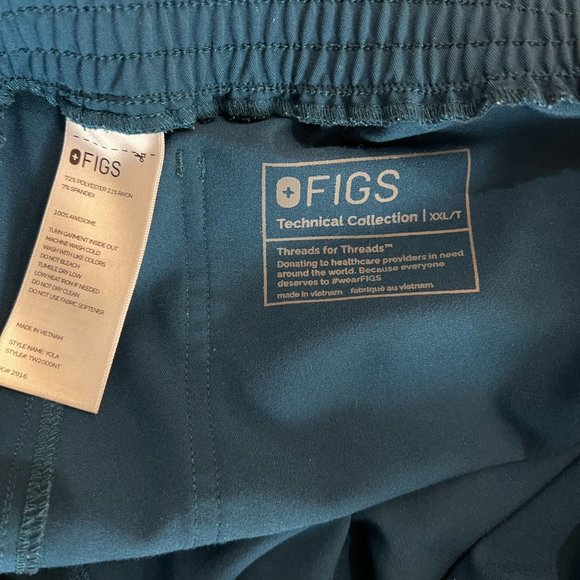 FIGS
72% POLYESTER 21% RAYON
7% SPANDEX
100% AWESOME
TURN GARMENT INSIDE OUT
MACHINE WASH COLD
WASH WITH LIKE COLORS
DO NOT BLEACH
TUMBLE DRY LOW
LOW HEAT IRON IF NEEDED
DO NOT DRY CLEAN
DO NOT USE FABRIC SOFTENER
MADE IN VIETNAM
STYLE NAME: YOLA
STYLE# TW2000NT
PO# 2916
FIGS
Technical Collection | XXL/T
Threads for Threads™
Donating to healthcare providers in need
around the world. Because everyone
deserves to #wearFIGS
made in vietnam fabriqué au vietnam